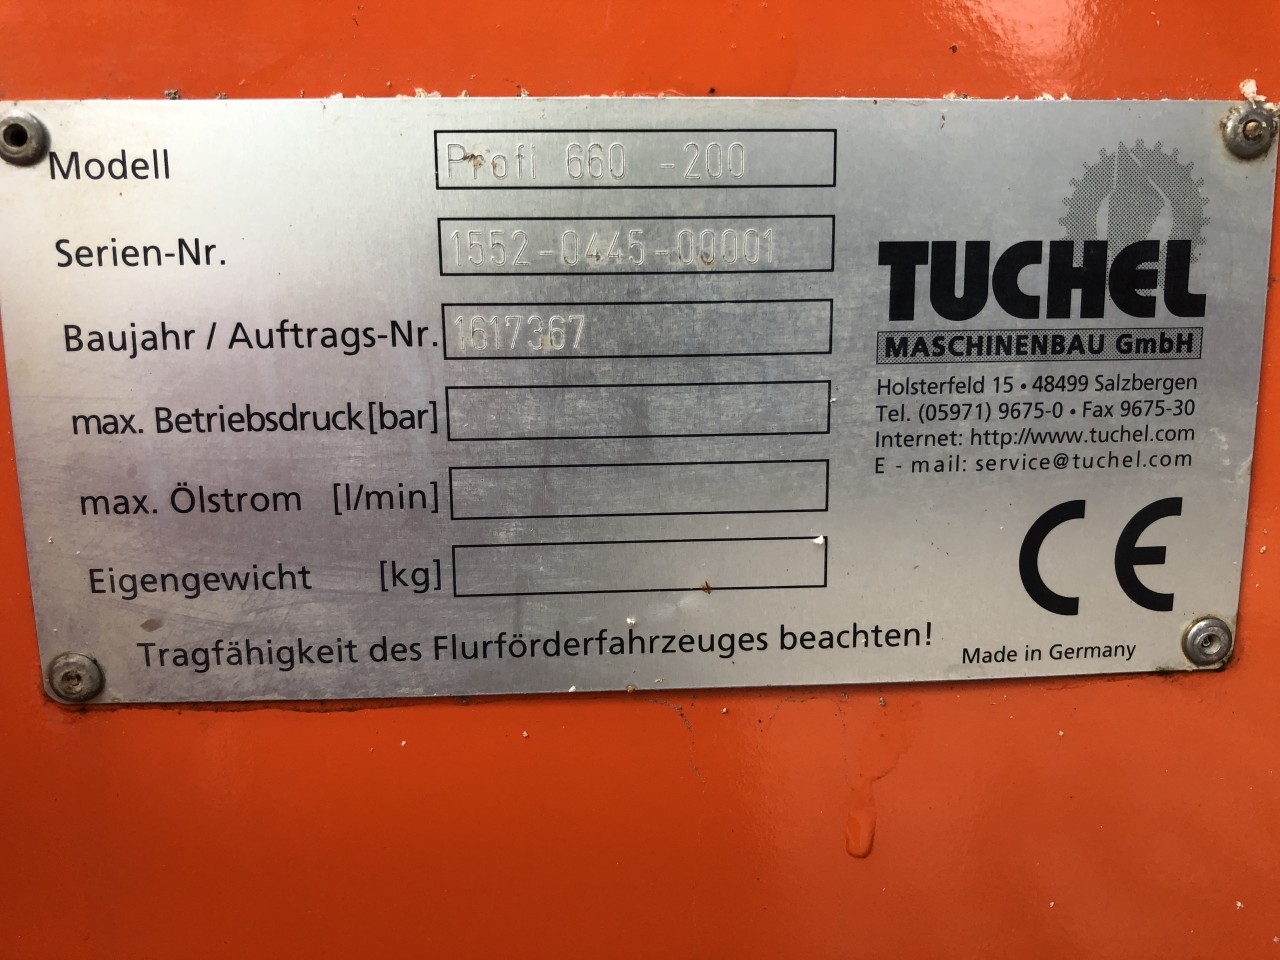 Modell Profi 660 -200
Serien-Nr. 1552-0445-00001
Baujahr / Auftrags-Nr. 1617367
max. Betriebsdruck [bar]
max. Ölstrom [l/min]
Eigengewicht [kg]
Tragfähigkeit des Flurförderfahrzeuges beachten!
TUCHEL
MASCHINENBAU GmbH
Holsterfeld 15 • 48499 Salzbergen
Tel. (05971) 9675-0 • Fax 9675-30
Internet: http://www.tuchel.com
E - mail: service@tuchel.com
CE
Made in Germany